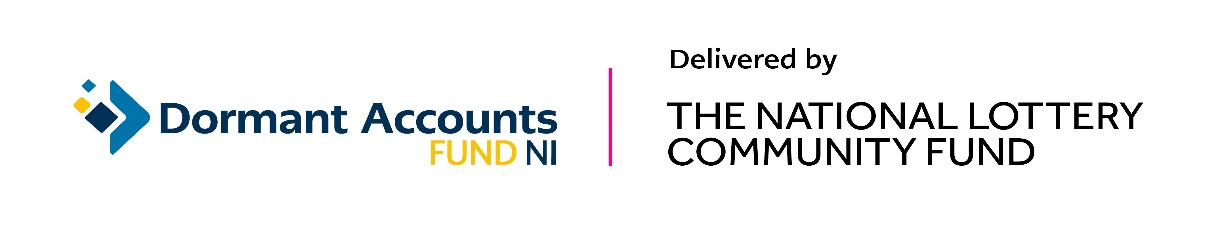 Dormant Accounts
FUND NI
Delivered by
THE NATIONAL LOTTERY
COMMUNITY FUND